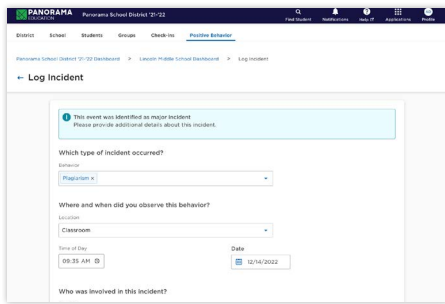 PANORAMA
EDUCATION
Panorama School District '21-'22
Find Student
Notifications
Help
Applications
Profile
District School Students Groups Check-Ins Positive Behavior
Panorama School District '21-'22 Dashboard > Lincoln Middle School Dashboard > Log Incident
← Log Incident
This event was identified as major incident
Please provide additional details about this incident.
Which type of incident occurred?
Behavior
Plagiarism ×
Where and when did you observe this behavior?
Location
Classroom
Time of Day Date
09:35 AM 12/14/2022
Who was involved in this incident?